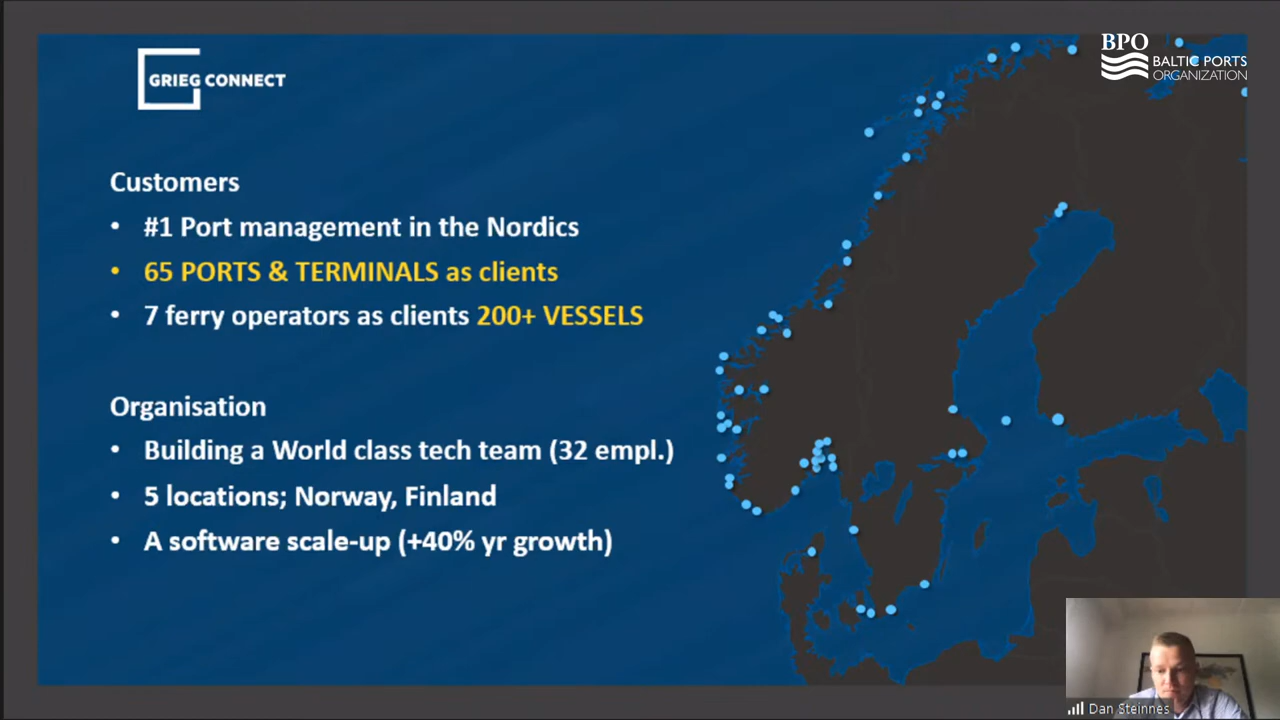 GRIEG CONNECT
BPO
BALTIC PORTS
ORGANIZATION
Customers
• #1 Port management in the Nordics
• 65 PORTS & TERMINALS as clients
• 7 ferry operators as clients 200+ VESSELS
Organisation
• Building a World class tech team (32 empl.)
• 5 locations; Norway, Finland
• A software scale-up (+40% yr growth)
Dan Steinnes